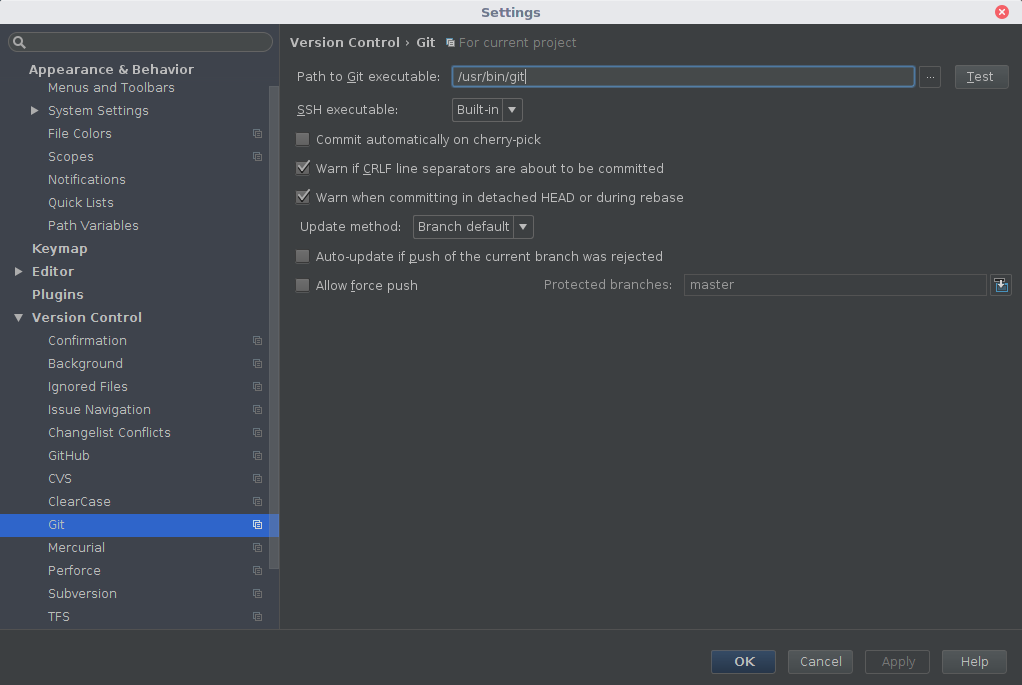 Settings
Appearance & Behavior
Menus and Toolbars
System Settings
File Colors
Scopes
Notifications
Quick Lists
Path Variables
Keymap
Editor
Plugins
Version Control
Confirmation
Background
Ignored Files
Issue Navigation
Changelist Conflicts
GitHub
CVS
ClearCase
Git
Mercurial
Perforce
Subversion
TFS
Version Control › Git For current project
Path to Git executable: /usr/bin/git ... Test
SSH executable: Built-in
Commit automatically on cherry-pick
Warn if CRLF line separators are about to be committed
Warn when committing in detached HEAD or during rebase
Update method: Branch default
Auto-update if push of the current branch was rejected
Allow force push Protected branches: master
OK Cancel Apply Help